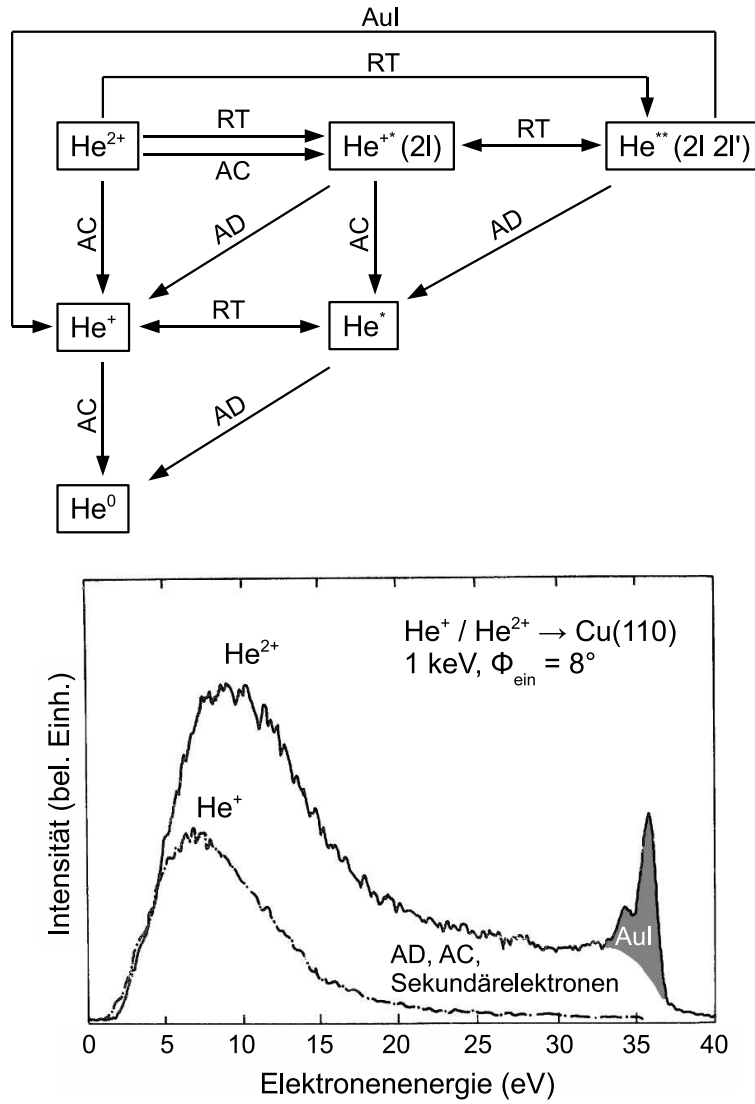 AuI
RT
He²⁺
RT
AC
He⁺* (2l)
RT
He** (2l 2l')
AC
AD
AC
AD
He⁺
RT
He*
AC
AD
He⁰
He⁺ / He²⁺ → Cu(110)
1 keV, Φₑᵢₙ = 8°
He²⁺
He⁺
AuI
AD, AC,
Sekundärelektronen
Intensität (bel. Einh.)
0 5 10 15 20 25 30 35 40
Elektronenenergie (eV)